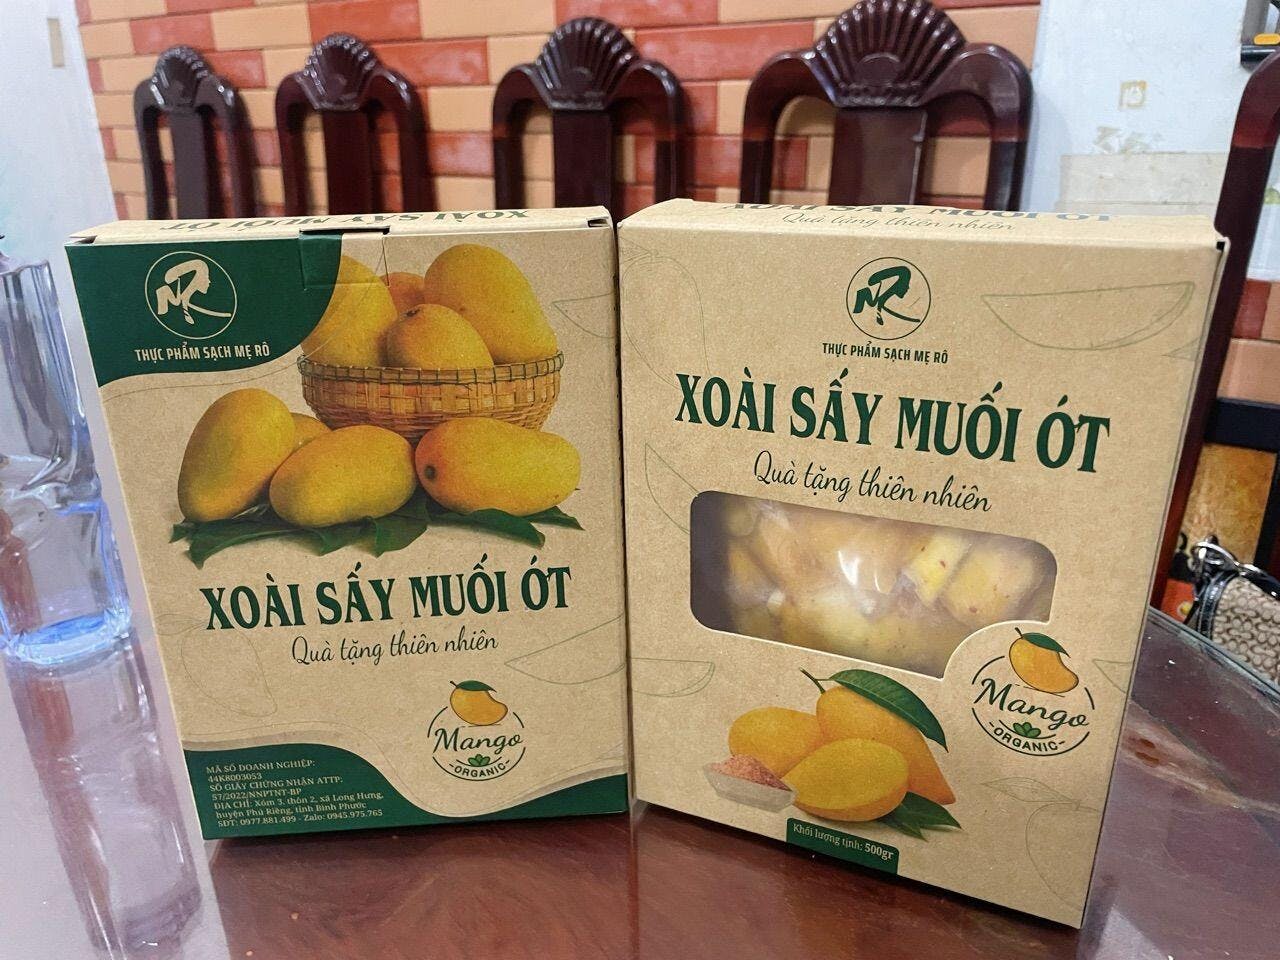 XOÀI SẤY MUỐI ỚT
THỰC PHẨM SẠCH MẸ RÔ
XOÀI SẤY MUỐI ỚT
Quà tặng thiên nhiên
Mango
-ORGANIC-
MÃ SỐ DOANH NGHIỆP:
44K8003053
SỐ GIẤY CHỨNG NHẬN ATTP:
57/2022/NNPTNT-BP
ĐỊA CHỈ: Xóm 3, thôn 2, xã Long Hưng,
huyện Phú Riềng, tỉnh Bình Phước
SĐT: 0977.881.499 - Zalo: 0945.975.765
XOÀI SẤY MUỐI ỚT
Quà tặng thiên nhiên
THỰC PHẨM SẠCH MẸ RÔ
XOÀI SẤY MUỐI ỚT
Quà tặng thiên nhiên
Mango
-ORGANIC-
Khối lượng tịnh: 500gr